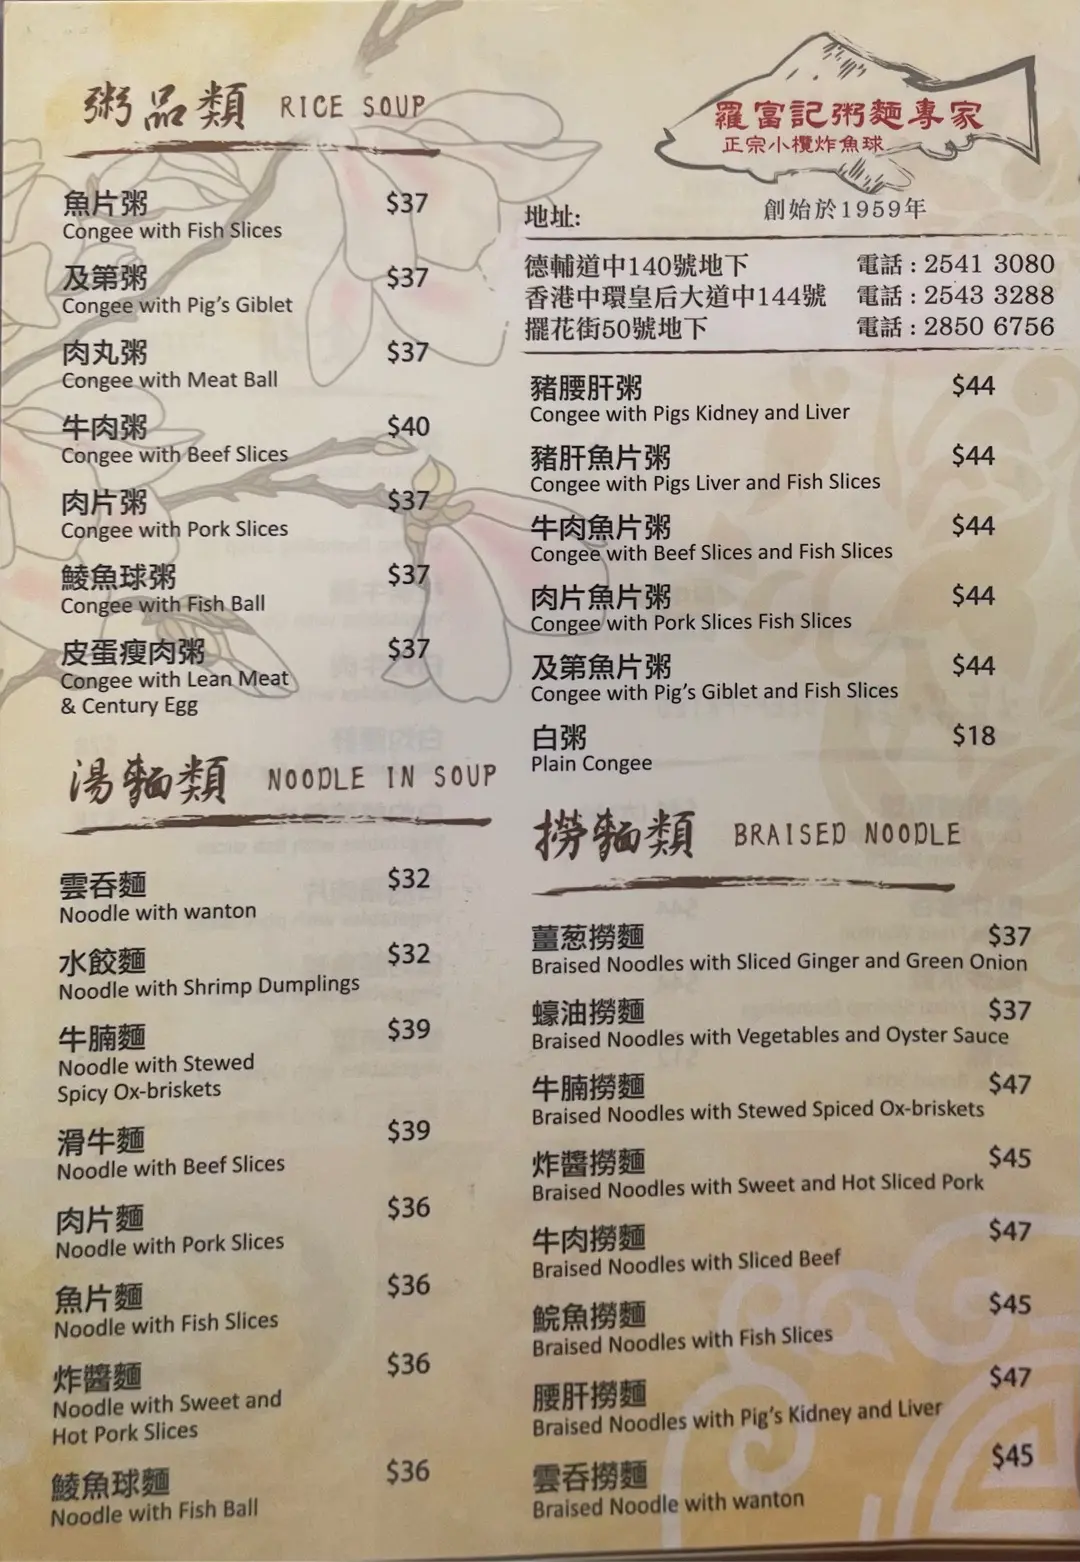 粥品類 RICE SOUP
魚片粥 $37
Congee with Fish Slices
及第粥 $37
Congee with Pig's Giblet
肉丸粥 $37
Congee with Meat Ball
牛肉粥 $40
Congee with Beef Slices
肉片粥 $37
Congee with Pork Slices
鯪魚球粥 $37
Congee with Fish Ball
皮蛋瘦肉粥 $37
Congee with Lean Meat
& Century Egg
湯麵類 NOODLE IN SOUP
雲吞麵 $32
Noodle with wanton
水餃麵 $32
Noodle with Shrimp Dumplings
牛腩麵 $39
Noodle with Stewed
Spicy Ox-briskets
滑牛麵 $39
Noodle with Beef Slices
肉片麵 $36
Noodle with Pork Slices
魚片麵 $36
Noodle with Fish Slices
炸醬麵 $36
Noodle with Sweet and
Hot Pork Slices
鯪魚球麵 $36
Noodle with Fish Ball
羅富記粥麵專家
正宗小欖炸魚球
創始於1959年
地址:
德輔道中140號地下 電話 : 2541 3080
香港中環皇后大道中144號 電話 : 2543 3288
擺花街50號地下 電話 : 2850 6756
豬腰肝粥 $44
Congee with Pigs Kidney and Liver
豬肝魚片粥 $44
Congee with Pigs Liver and Fish Slices
牛肉魚片粥 $44
Congee with Beef Slices and Fish Slices
肉片魚片粥 $44
Congee with Pork Slices Fish Slices
及第魚片粥 $44
Congee with Pig's Giblet and Fish Slices
白粥 $18
Plain Congee
撈麵類 BRAISED NOODLE
薑葱撈麵 $37
Braised Noodles with Sliced Ginger and Green Onion
蠔油撈麵 $37
Braised Noodles with Vegetables and Oyster Sauce
牛腩撈麵 $47
Braised Noodles with Stewed Spiced Ox-briskets
炸醬撈麵 $45
Braised Noodles with Sweet and Hot Sliced Pork
牛肉撈麵 $47
Braised Noodles with Sliced Beef
鯇魚撈麵 $45
Braised Noodles with Fish Slices
腰肝撈麵 $47
Braised Noodles with Pig's Kidney and Liver
雲吞撈麵 $45
Braised Noodle with wanton